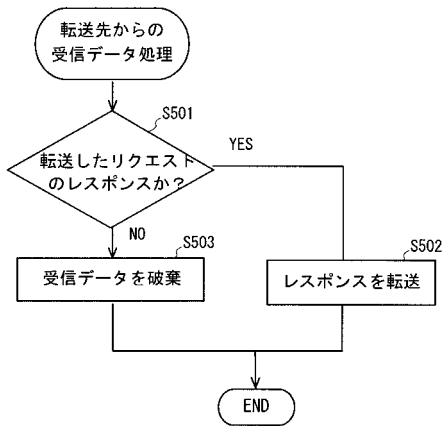 転送先からの
受信データ処理
S501
転送したリクエスト
のレスポンスか？
YES
NO
S503
受信データを破棄
S502
レスポンスを転送
END